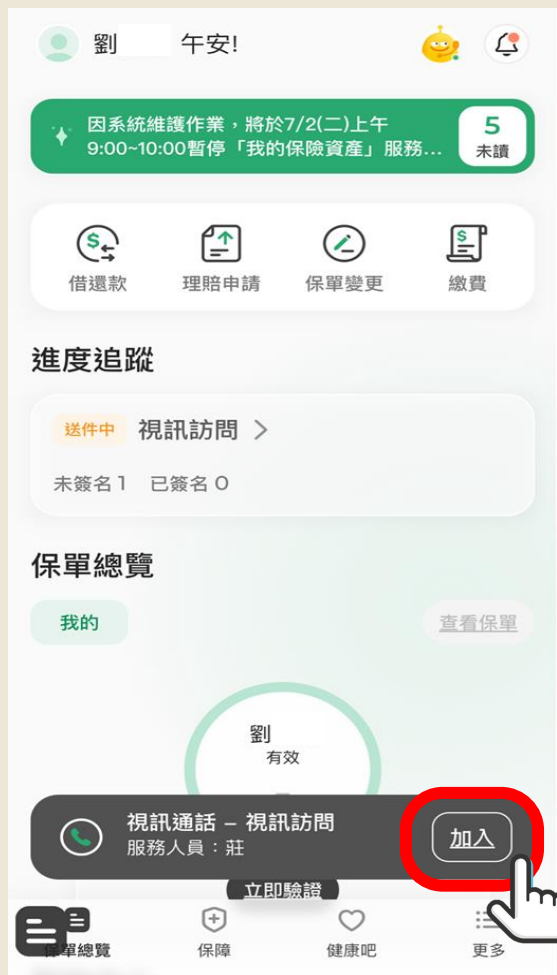 劉 午安!
因系統維護作業，將於7/2(二)上午
9:00~10:00暫停「我的保險資產」服務...
5
未讀
借還款 理賠申請 保單變更 繳費
進度追蹤
送件中 視訊訪問
未簽名 1 已簽名 0
保單總覽
我的 查看保單
劉
有效
視訊通話 – 視訊訪問
服務人員：莊
加入
立即驗證
保單總覽 保障 健康吧 更多